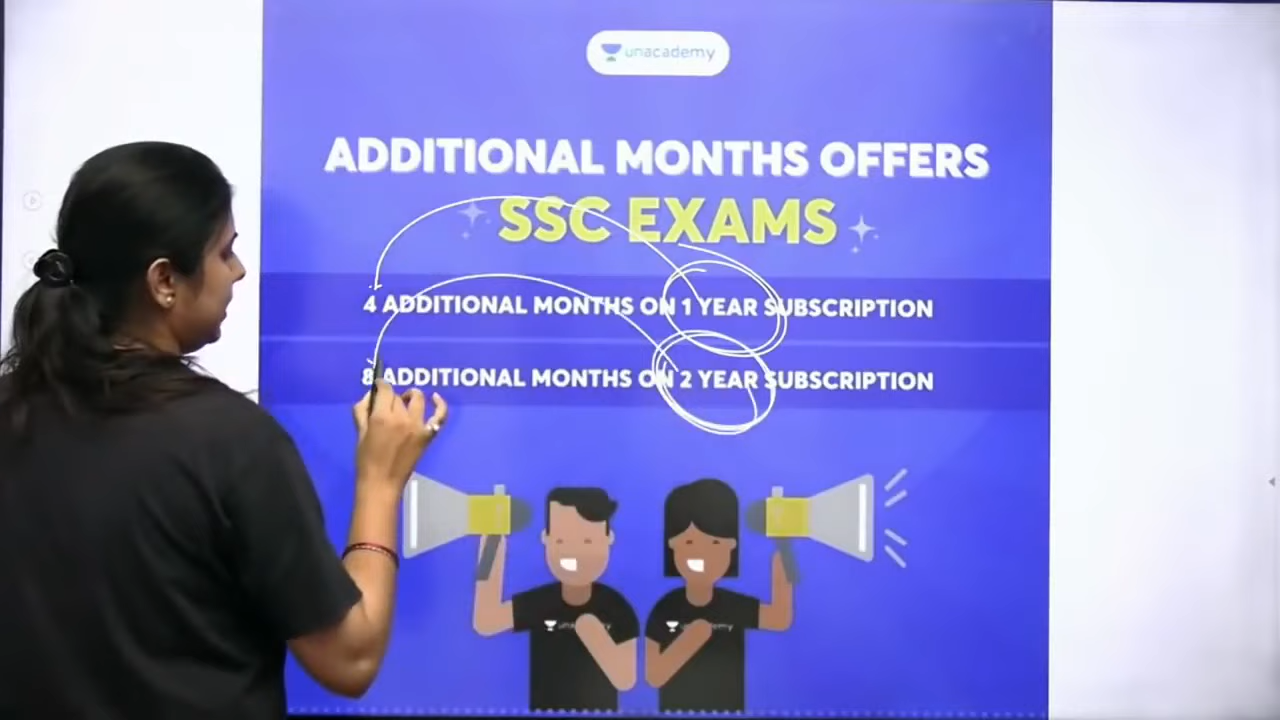 unacademy
ADDITIONAL MONTHS OFFERS
SSC EXAMS
4 ADDITIONAL MONTHS ON 1 YEAR SUBSCRIPTION
8 ADDITIONAL MONTHS ON 2 YEAR SUBSCRIPTION